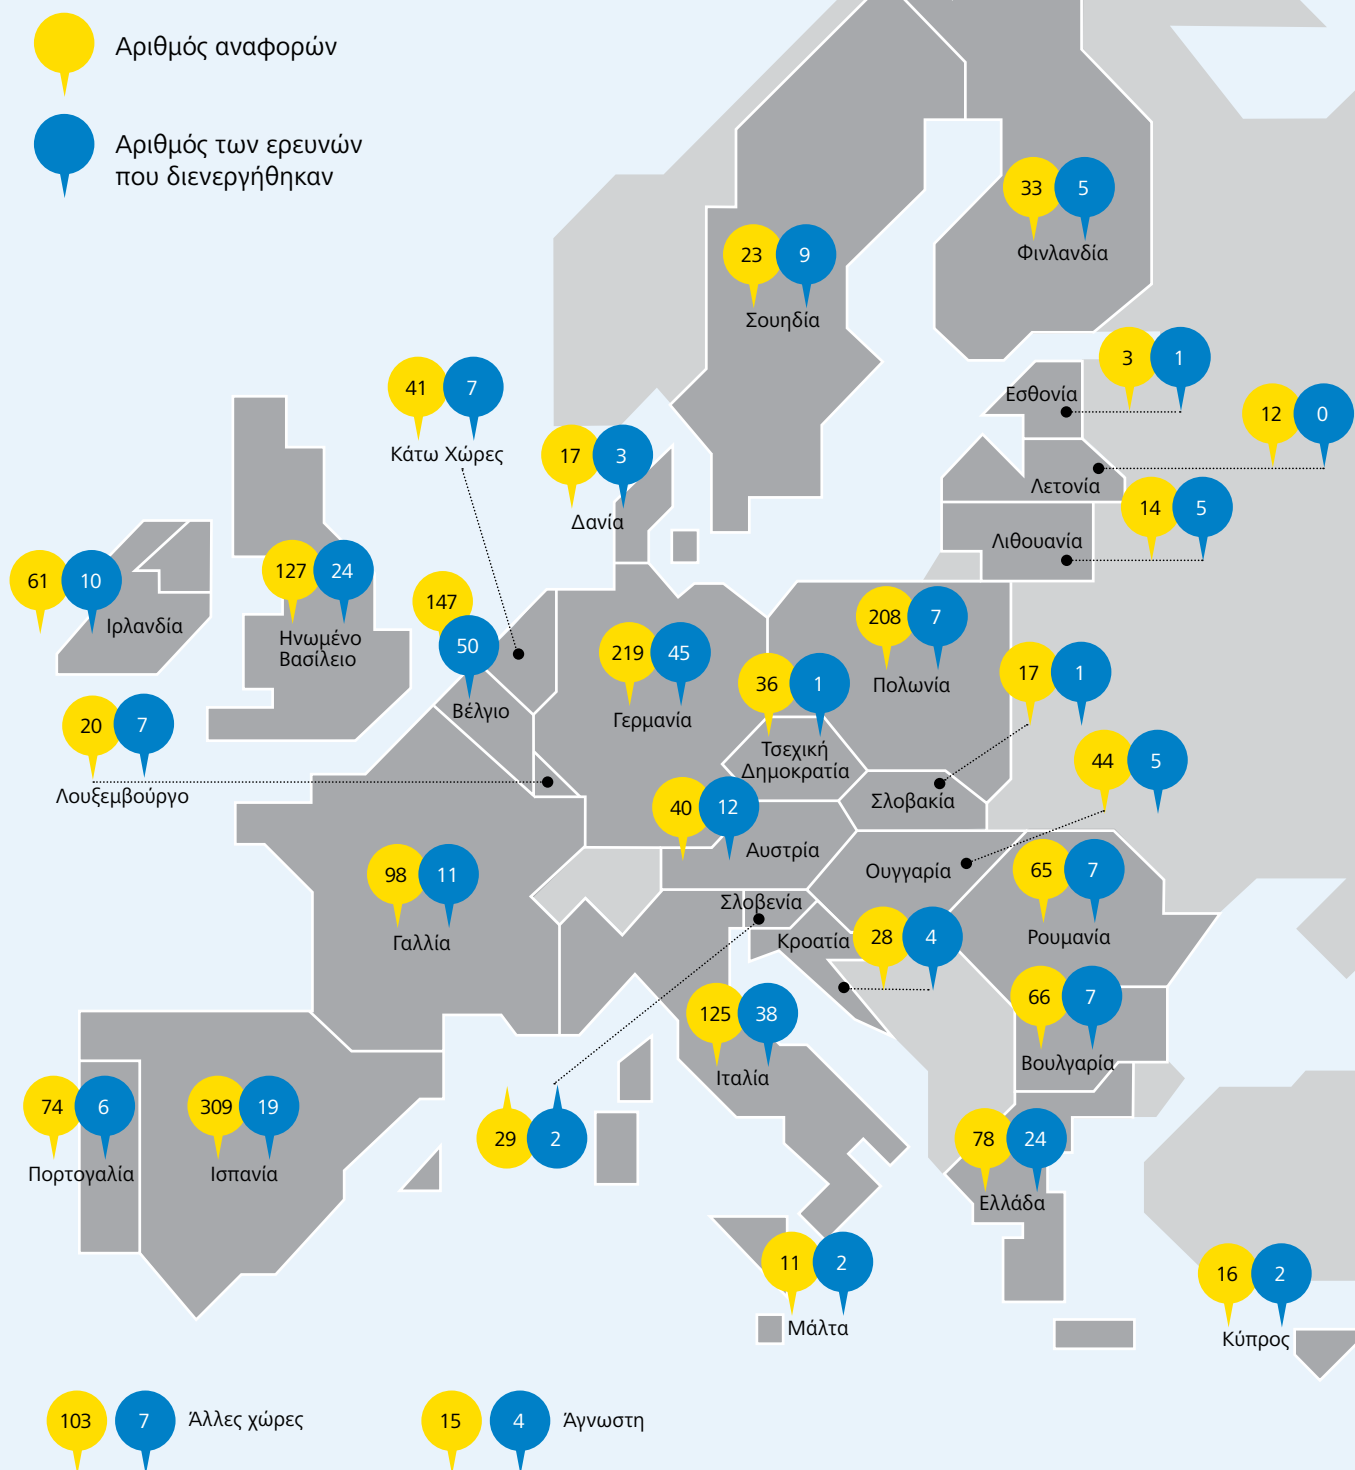 Αριθμός αναφορών
Αριθμός των ερευνών
που διενεργήθηκαν
33 5
Φινλανδία
23 9
Σουηδία
3 1
Εσθονία
41 7
Κάτω Χώρες
12 0
Λετονία
17 3
Δανία
14 5
Λιθουανία
61 10
Ιρλανδία
127 24
Ηνωμένο
Βασίλειο
147
50
Βέλγιο
219 45
Γερμανία
208 7
Πολωνία
36 1
Τσεχική
Δημοκρατία
17 1
Σλοβακία
20 7
Λουξεμβούργο
44 5
Ουγγαρία
40 12
Αυστρία
98 11
Γαλλία
65 7
Ρουμανία
Σλοβενία
29 2
Κροατία
28 4
125 38
Ιταλία
66 7
Βουλγαρία
74 6
Πορτογαλία
309 19
Ισπανία
78 24
Ελλάδα
11 2
Μάλτα
16 2
Κύπρος
103 7 Άλλες χώρες
15 4 Άγνωστη